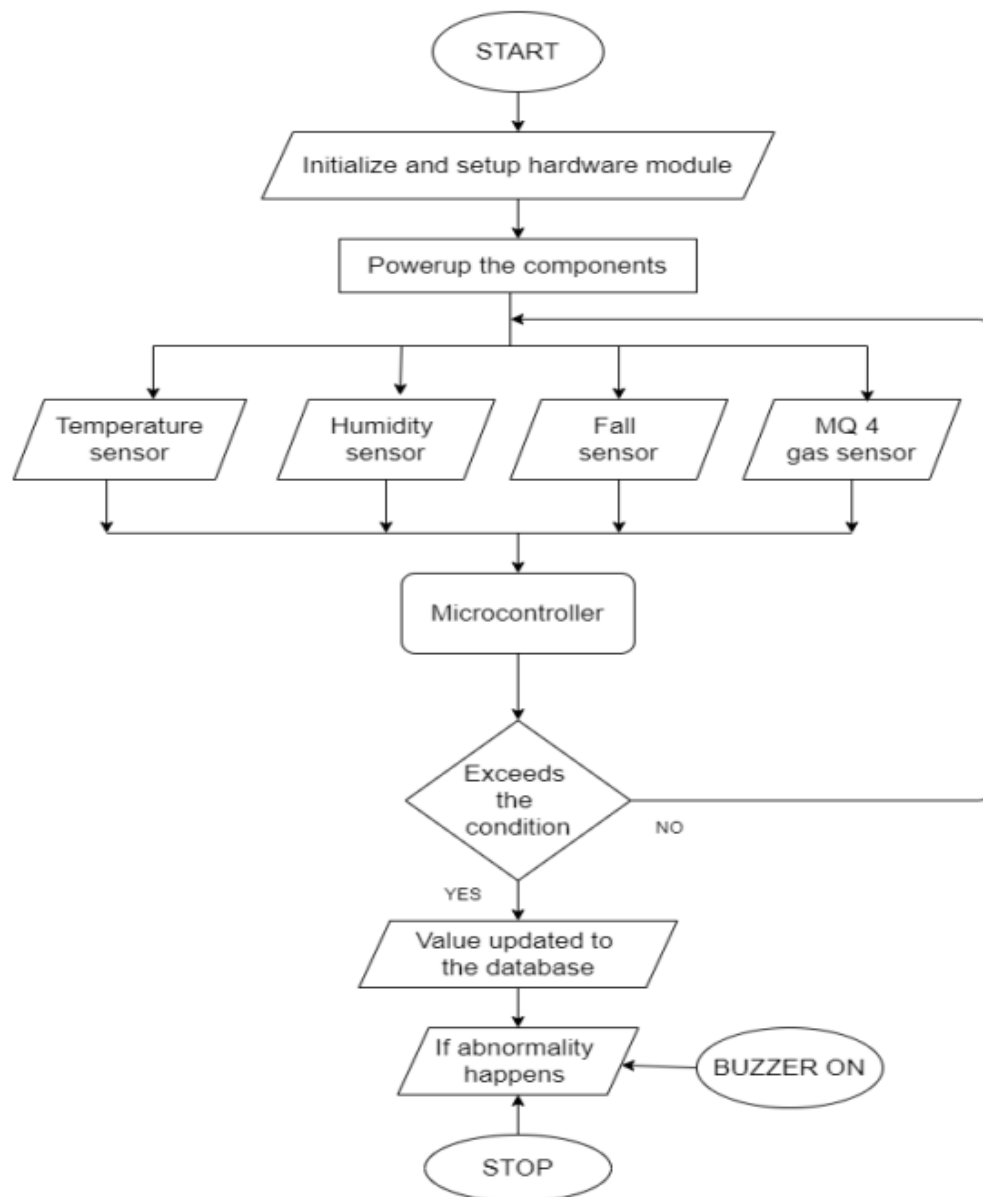 START
Initialize and setup hardware module
Powerup the components
Temperature
sensor
Humidity
sensor
Fall
sensor
MQ 4
gas sensor
Microcontroller
Exceeds
the
condition
NO
YES
Value updated to
the database
If abnormality
happens
BUZZER ON
STOP